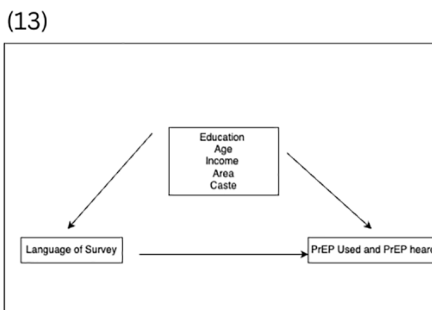 (13)
Education
Age
Income
Area
Caste
Language of Survey
PrEP Used and PrEP heard